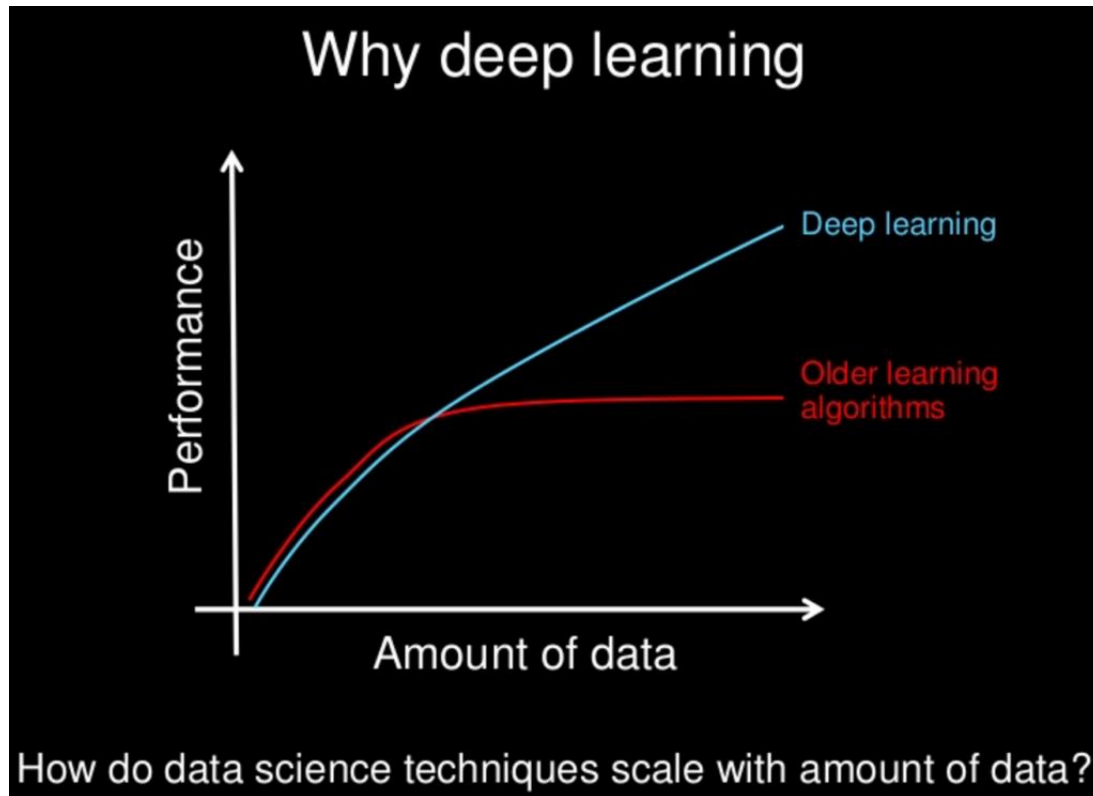 Why deep learning
Performance
Deep learning
Older learning
algorithms
Amount of data
How do data science techniques scale with amount of data?